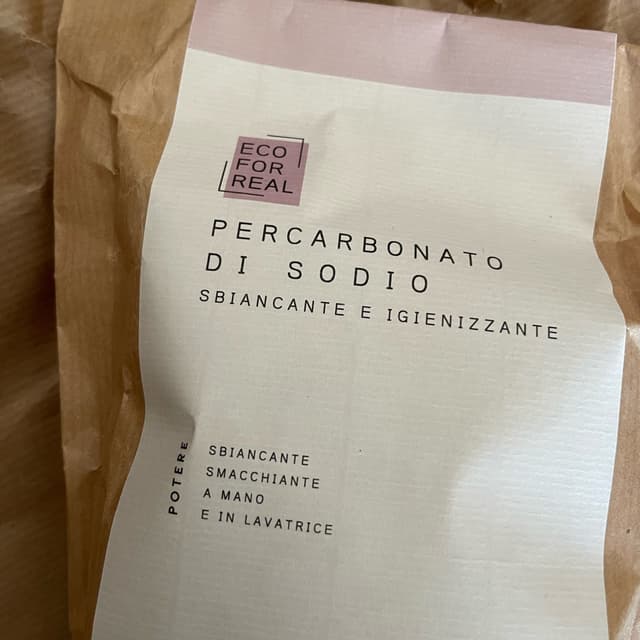 ECO
FOR
REAL
PERCARBONATO
DI SODIO
SBIANCANTE E IGIENIZZANTE
POTERE
SBIANCANTE
SMACCHIANTE
A MANO
E IN LAVATRICE